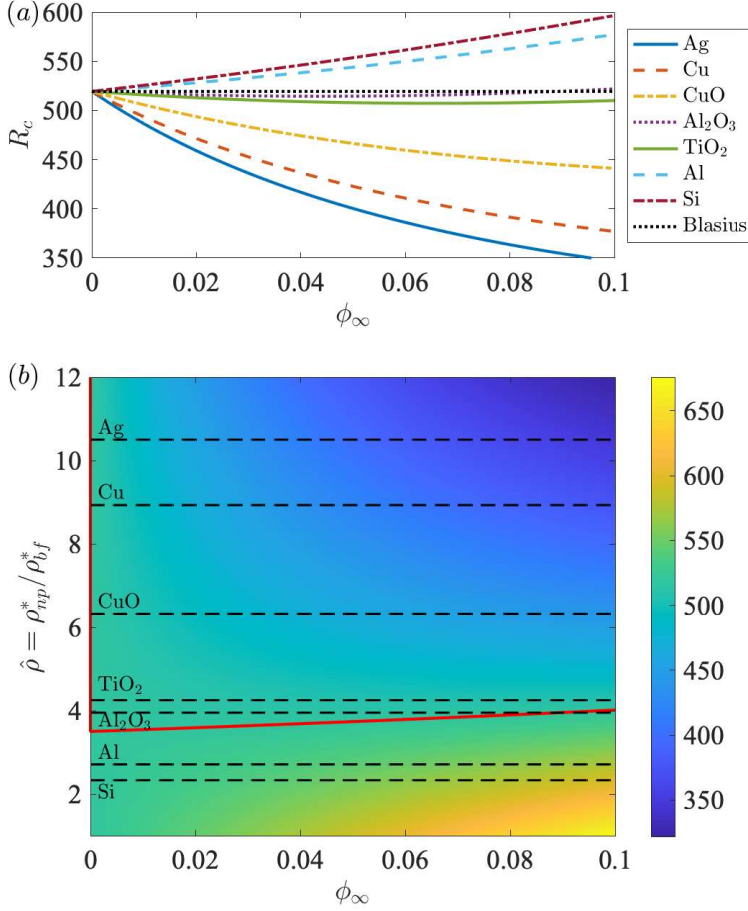 (a)
600
550
500
450
400
350
R_c
0
0.02
0.04
0.06
0.08
0.1
ϕ_∞
Ag
Cu
CuO
Al₂O₃
TiO₂
Al
Si
Blasius
(b)
12
10
8
6
4
2
ρ̂ = ρ*_np/ρ*_bf
Ag
Cu
CuO
TiO₂
Al₂O₃
Al
Si
0
0.02
0.04
0.06
0.08
0.1
ϕ_∞
650
600
550
500
450
400
350